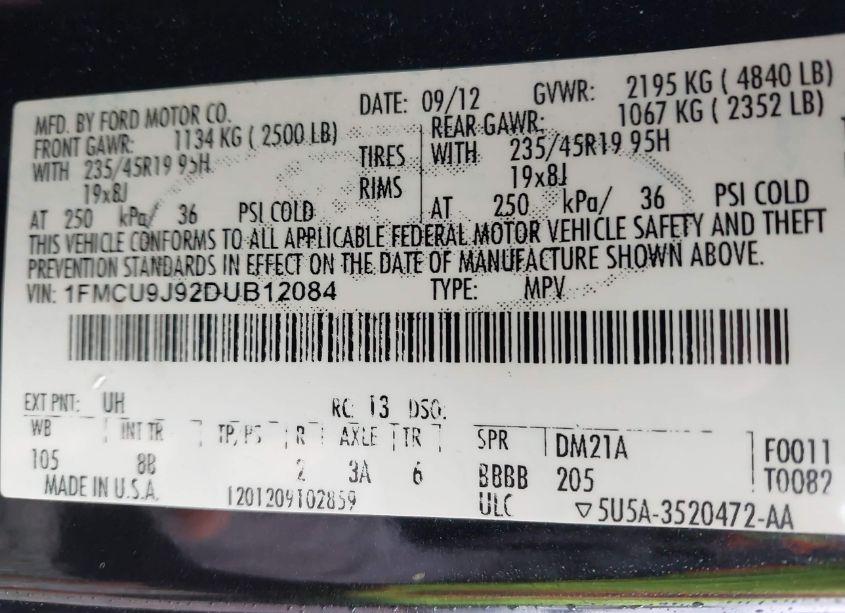 MFD. BY FORD MOTOR CO. DATE: 09/12 GVWR: 2195 KG ( 4840 LB)
FRONT GAWR: 1134 KG ( 2500 LB) REAR GAWR: 1067 KG ( 2352 LB)
WITH 235/45R19 95H TIRES WITH 235/45R19 95H
19x8J RIMS 19x8J
AT 250 kPa/ 36 PSI COLD AT 250 kPa/ 36 PSI COLD
THIS VEHICLE CONFORMS TO ALL APPLICABLE FEDERAL MOTOR VEHICLE SAFETY AND THEFT
PREVENTION STANDARDS IN EFFECT ON THE DATE OF MANUFACTURE SHOWN ABOVE.
VIN: 1FMCU9J92DUB12084 TYPE: MPV
EXT PNT: UH RC: 13 DSO:
WB INT TR TP/PS R AXLE TR SPR DM21A F0011
105 8B 2 3A 6 BBBB 205 T0082
MADE IN U.S.A. 1201209102859 ULC ▽5U5A-3520472-AA